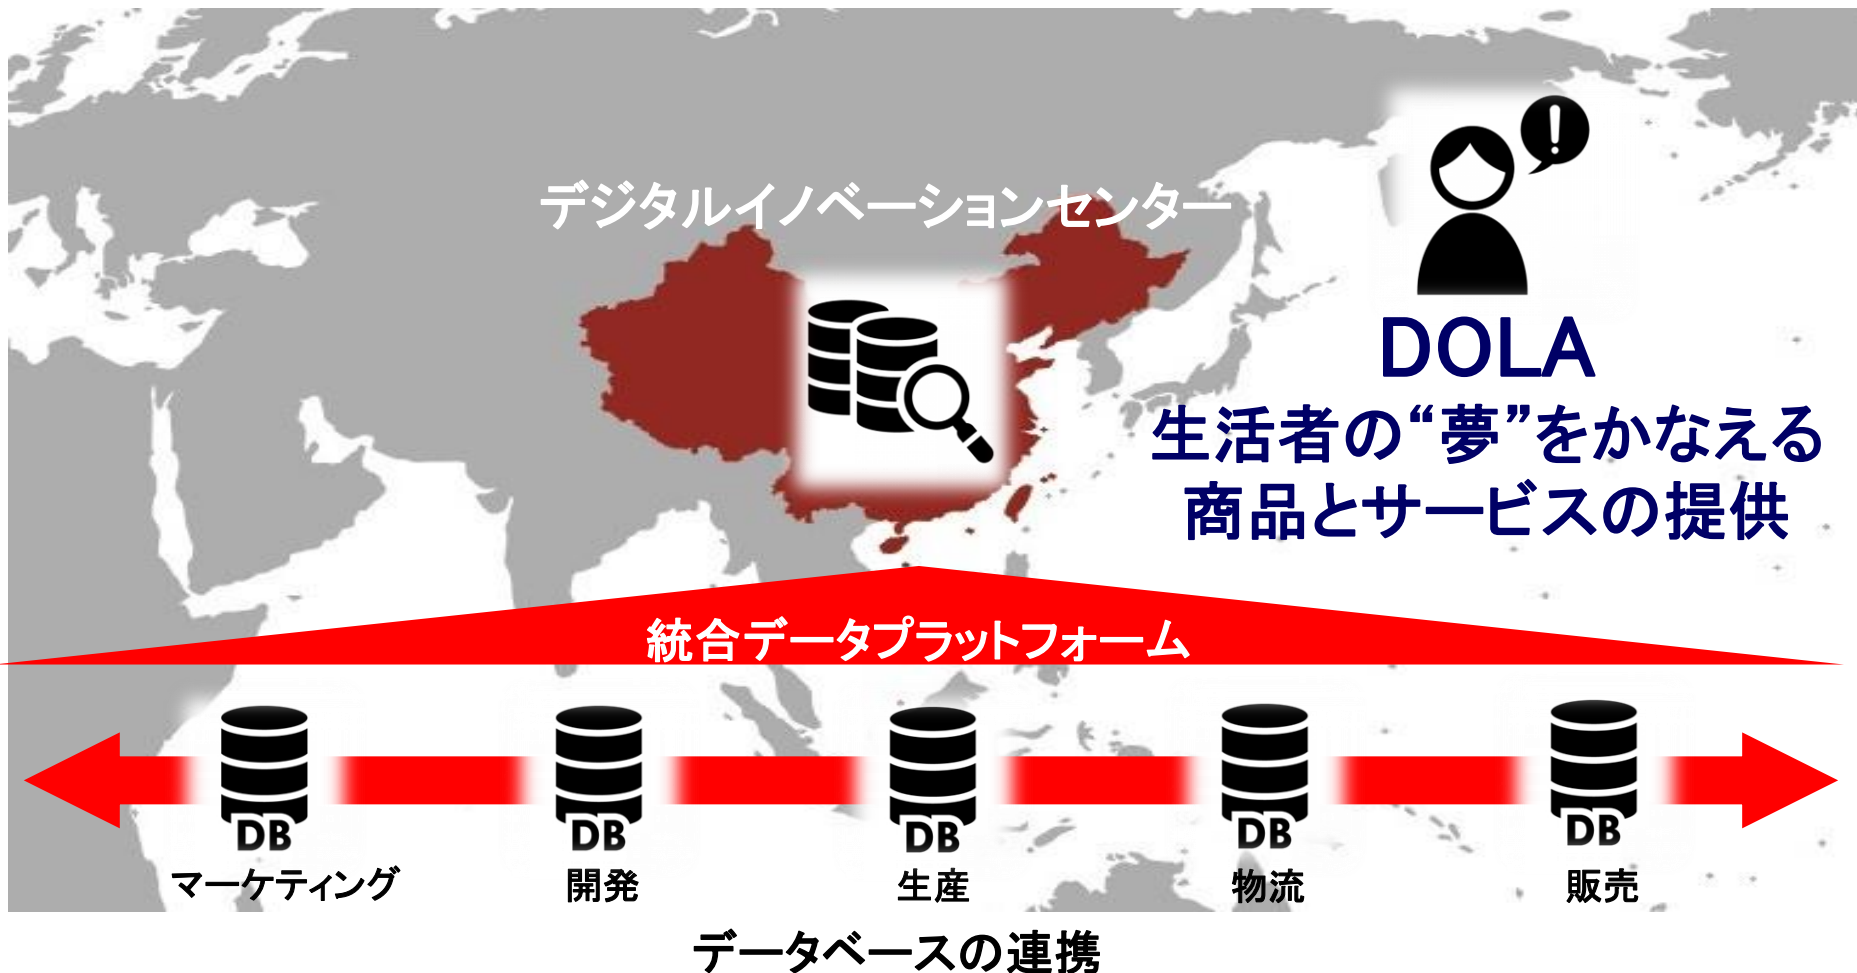 デジタルイノベーションセンター
DOLA
生活者の“夢”をかなえる
商品とサービスの提供
統合データプラットフォーム
DB DB DB DB DB
マーケティング 開発 生産 物流 販売
データベースの連携